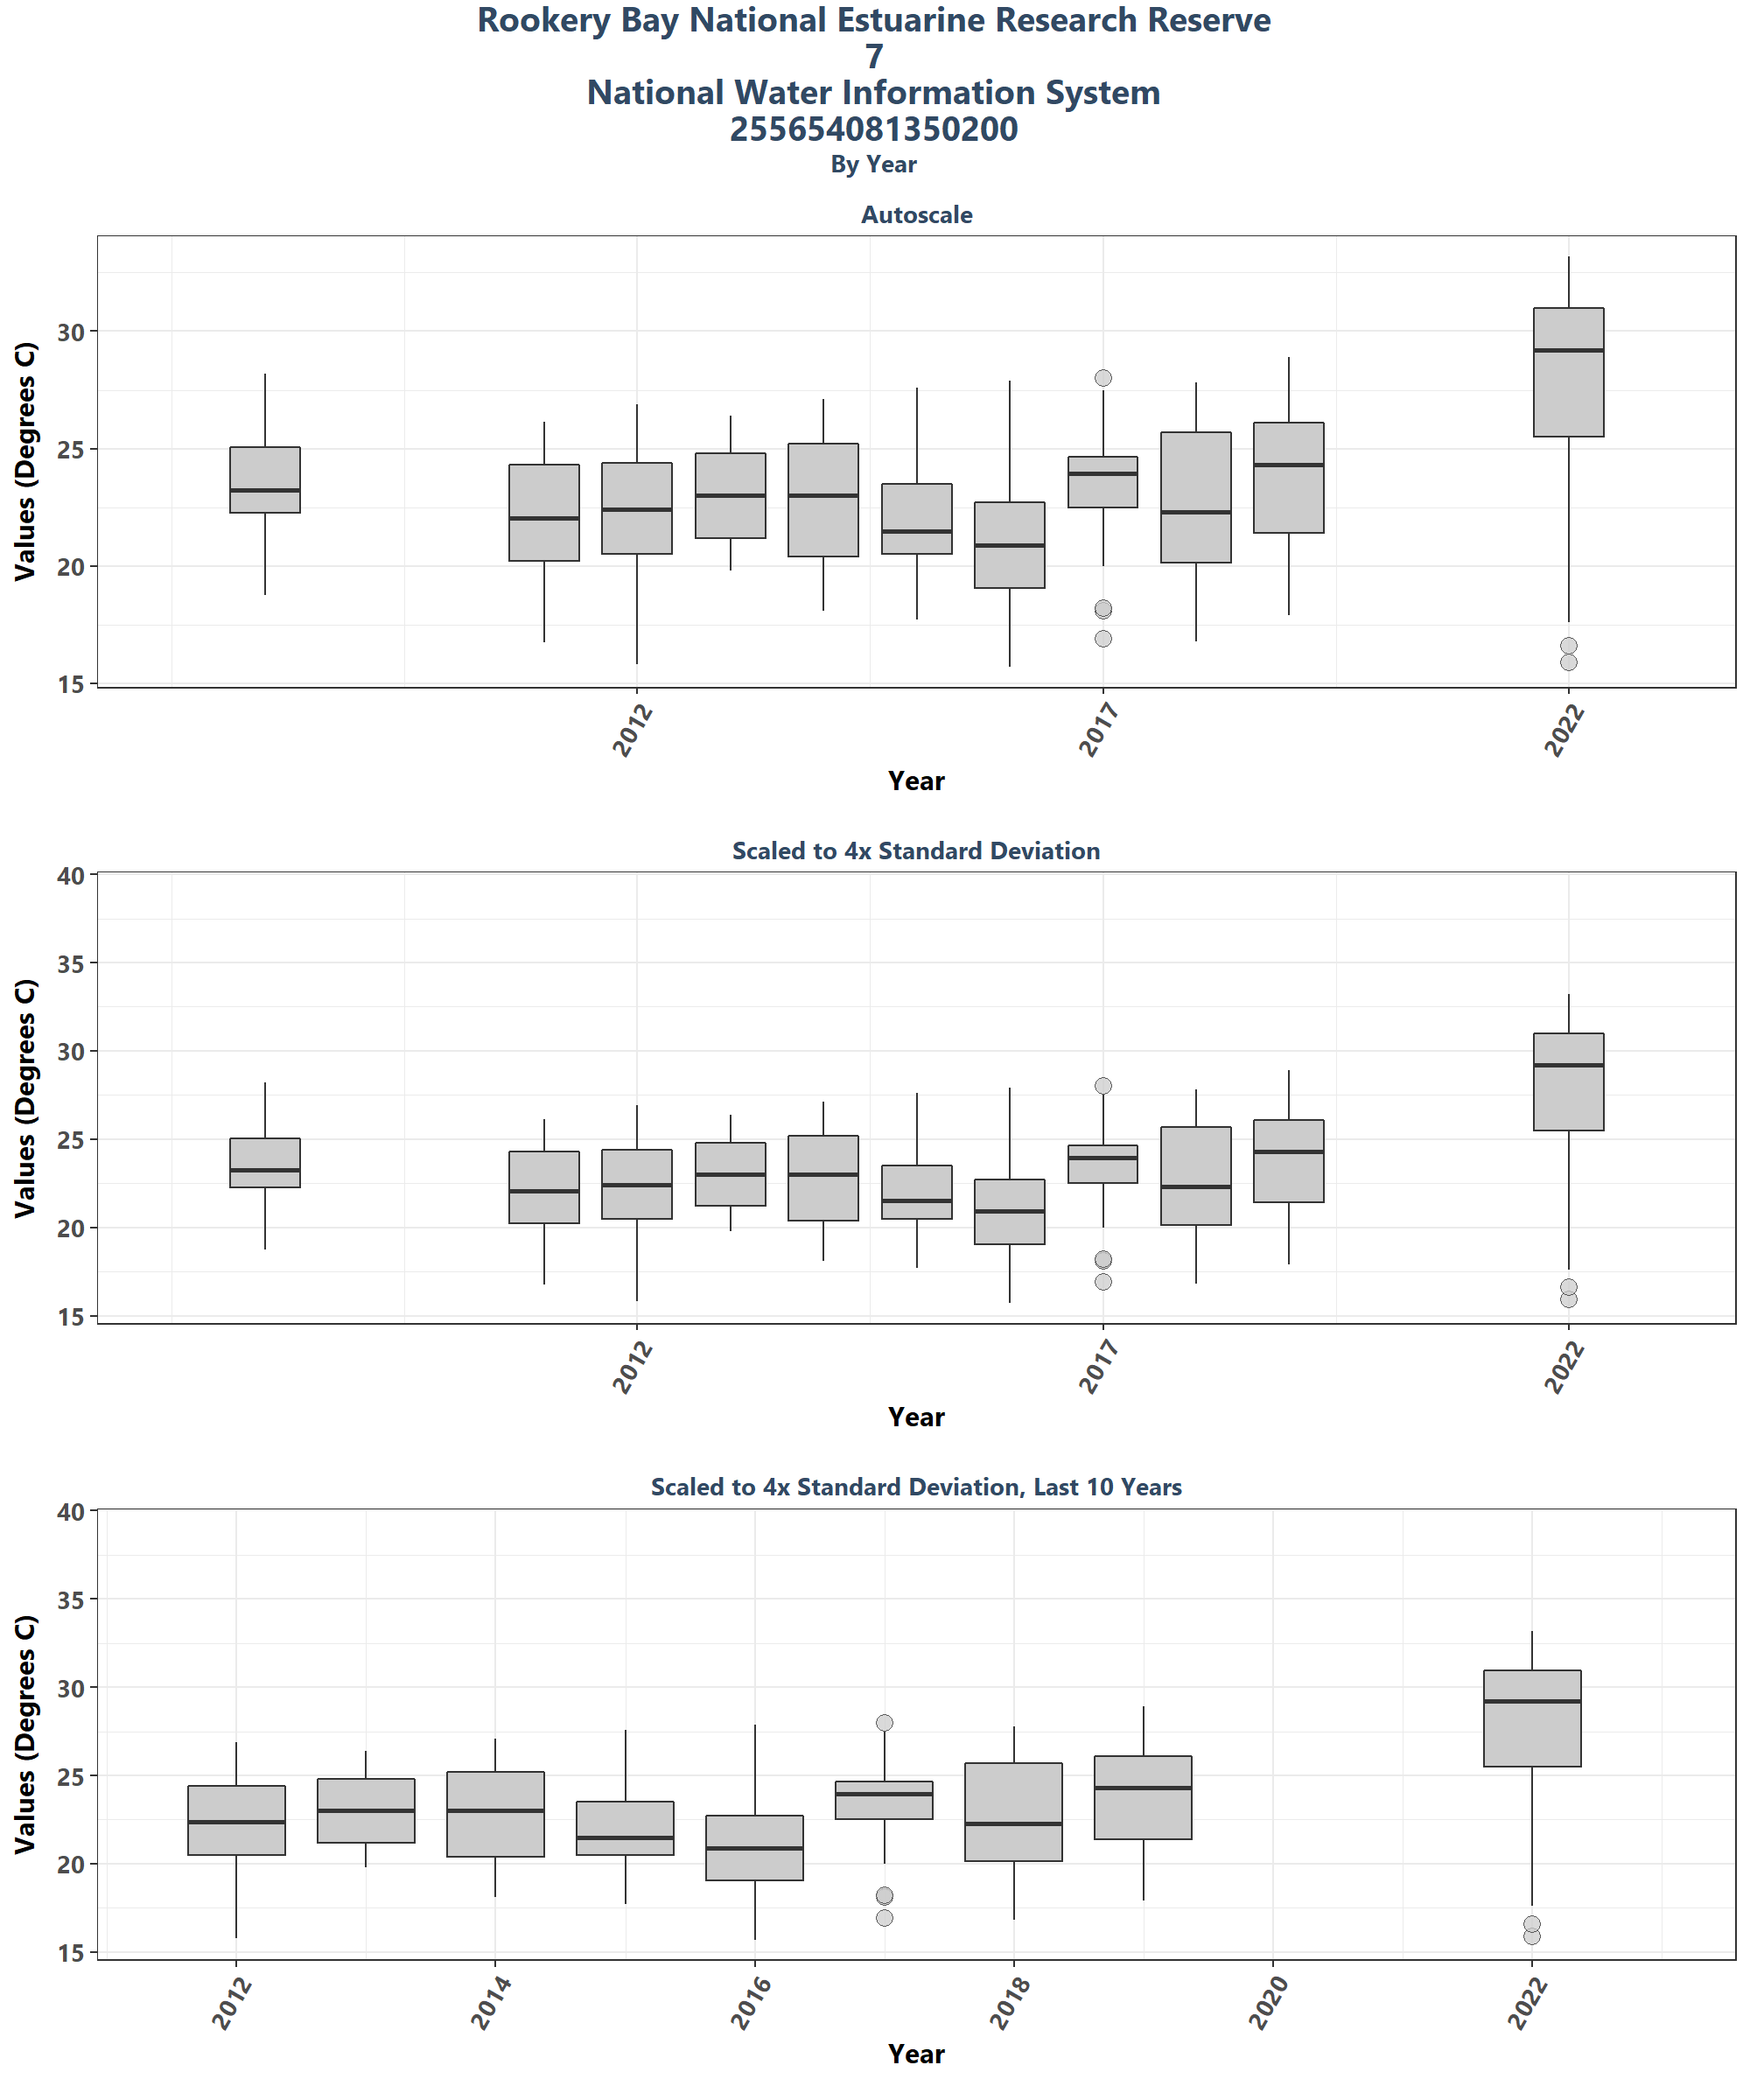 Rookery Bay National Estuarine Research Reserve
7
National Water Information System
255654081350200
By Year
Autoscale
Values (Degrees C)
30
25
20
15
2012
2017
2022
Year
Scaled to 4x Standard Deviation
Values (Degrees C)
40
35
30
25
20
15
2012
2017
2022
Year
Scaled to 4x Standard Deviation, Last 10 Years
Values (Degrees C)
40
35
30
25
20
15
2012
2014
2016
2018
2020
2022
Year